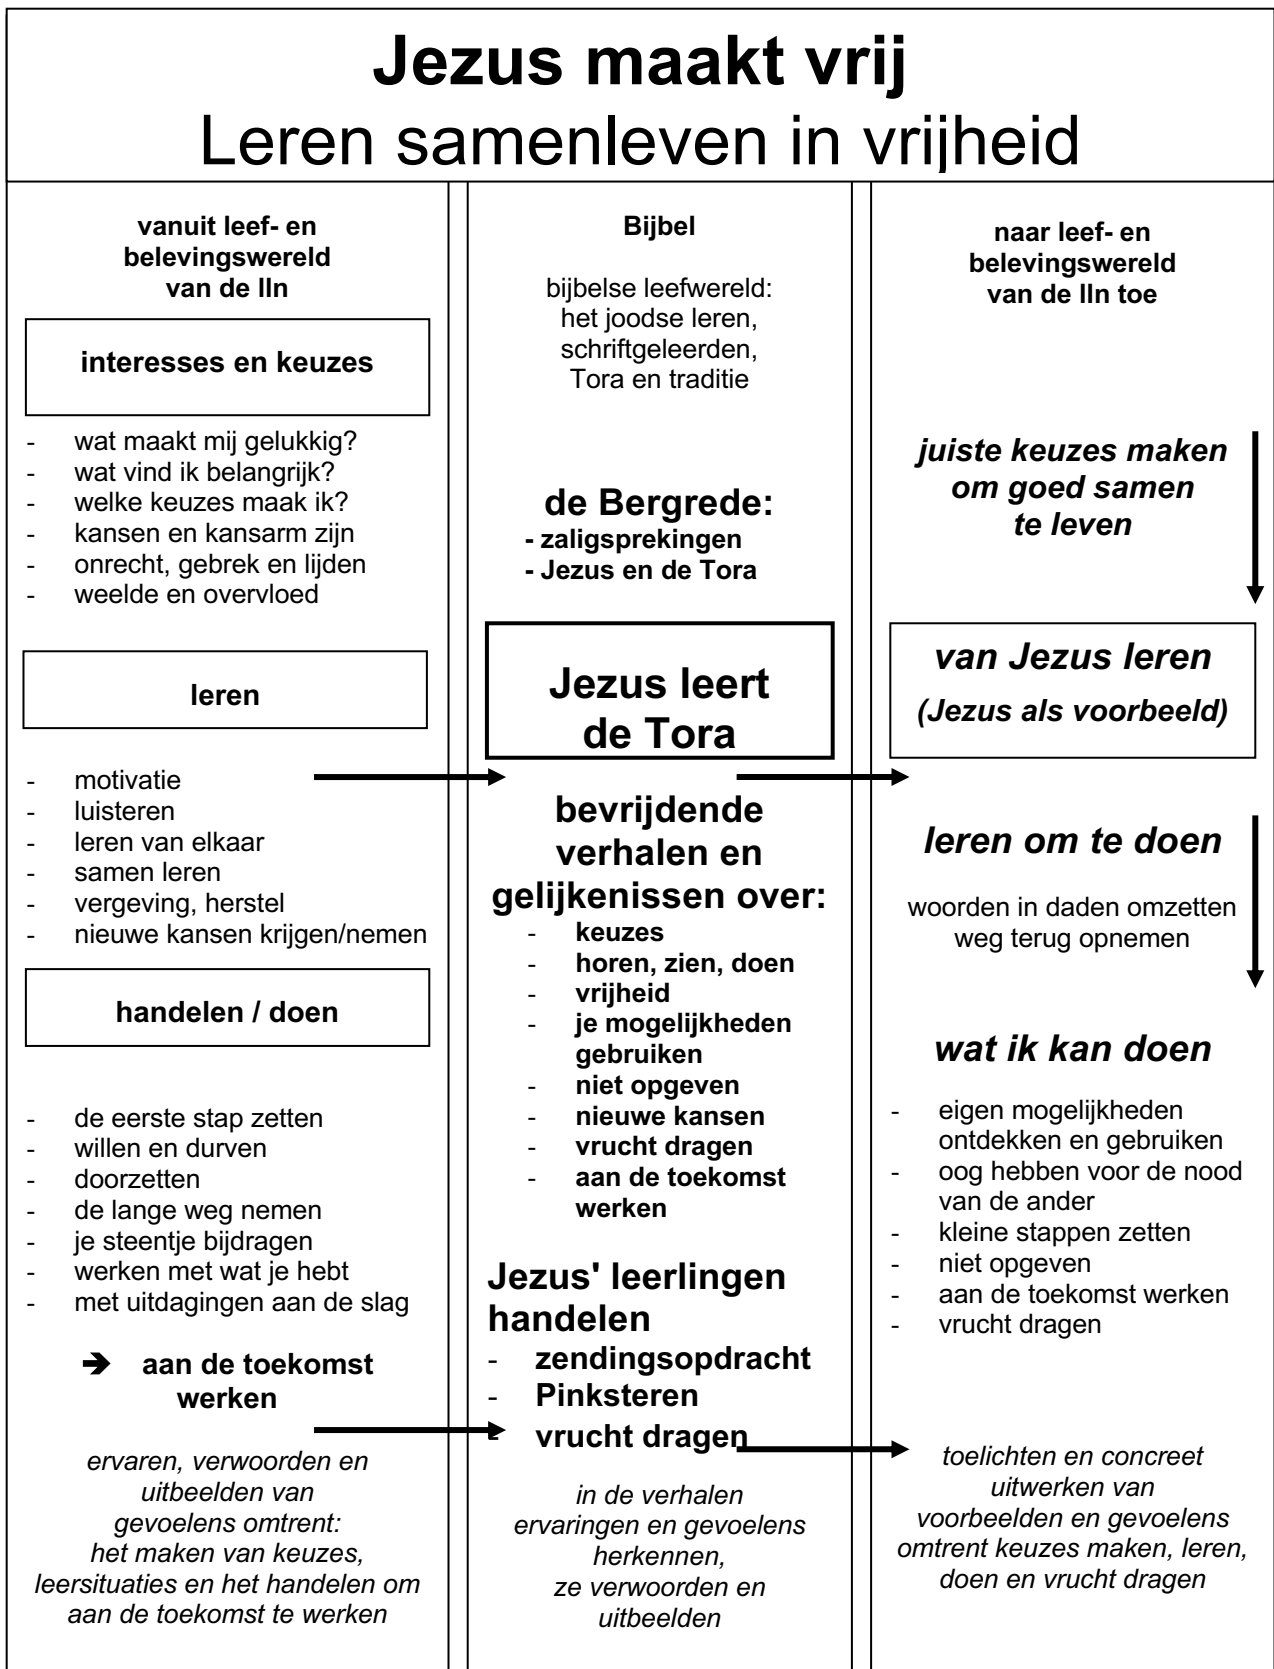 Jezus maakt vrij
Leren samenleven in vrijheid
vanuit leef- en
belevingswereld
van de lln
interesses en keuzes
- wat maakt mij gelukkig?
- wat vind ik belangrijk?
- welke keuzes maak ik?
- kansen en kansarm zijn
- onrecht, gebrek en lijden
- weelde en overvloed
leren
- motivatie
- luisteren
- leren van elkaar
- samen leren
- vergeving, herstel
- nieuwe kansen krijgen/nemen
handelen / doen
- de eerste stap zetten
- willen en durven
- doorzetten
- de lange weg nemen
- je steentje bijdragen
- werken met wat je hebt
- met uitdagingen aan de slag
➔ aan de toekomst
werken
ervaren, verwoorden en
uitbeelden van
gevoelens omtrent:
het maken van keuzes,
leersituaties en het handelen om
aan de toekomst te werken
Bijbel
bijbelse leefwereld:
het joodse leren,
schriftgeleerden,
Tora en traditie
de Bergrede:
- zaligsprekingen
- Jezus en de Tora
Jezus leert
de Tora
bevrijdende
verhalen en
gelijkenissen over:
- keuzes
- horen, zien, doen
- vrijheid
- je mogelijkheden
gebruiken
- niet opgeven
- nieuwe kansen
- vrucht dragen
- aan de toekomst
werken
Jezus' leerlingen
handelen
- zendingsopdracht
- Pinksteren
- vrucht dragen
in de verhalen
ervaringen en gevoelens
herkennen,
ze verwoorden en
uitbeelden
naar leef- en
belevingswereld
van de lln toe
juiste keuzes maken
om goed samen
te leven
van Jezus leren
(Jezus als voorbeeld)
leren om te doen
woorden in daden omzetten
weg terug opnemen
wat ik kan doen
- eigen mogelijkheden
ontdekken en gebruiken
- oog hebben voor de nood
van de ander
- kleine stappen zetten
- niet opgeven
- aan de toekomst werken
- vrucht dragen
toelichten en concreet
uitwerken van
voorbeelden en gevoelens
omtrent keuzes maken, leren,
doen en vrucht dragen